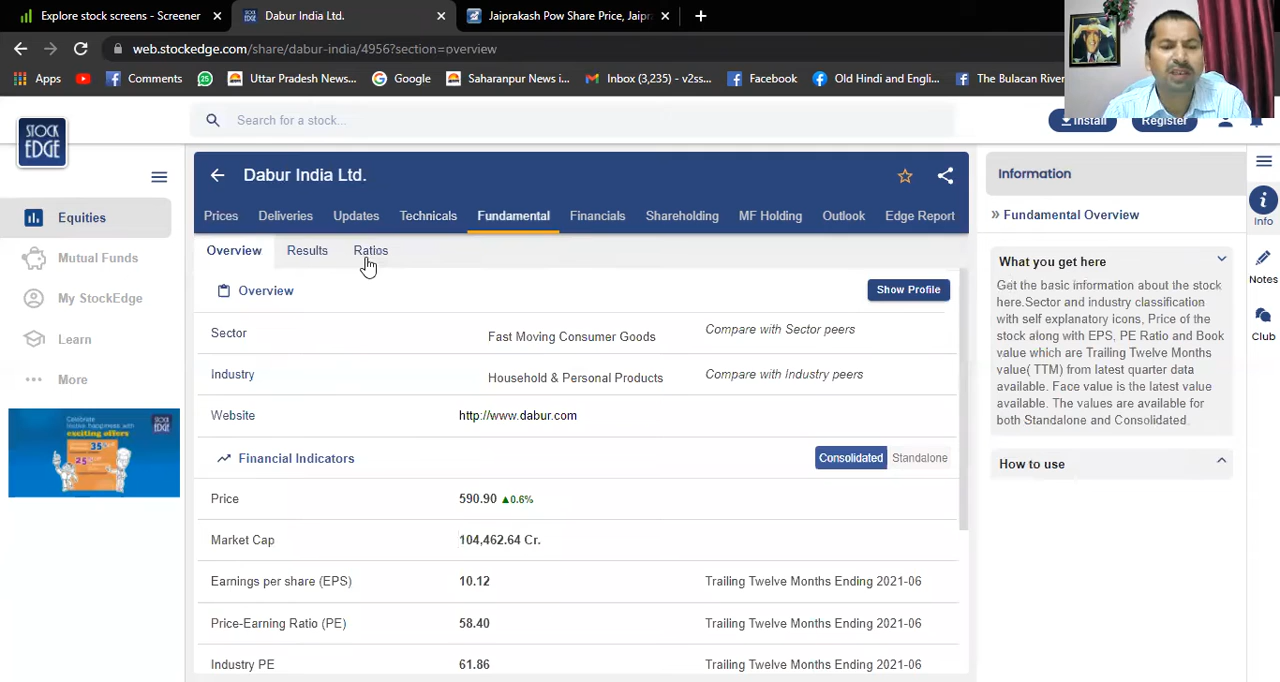 Explore stock screens - Screener
Dabur India Ltd.
Jaiprakash Pow Share Price, Jaipr
web.stockedge.com/share/dabur-india/4956?section=overview
Apps
Comments
Uttar Pradesh News...
Google
Saharanpur News i...
Inbox (3,235) - v2ss...
Facebook
Old Hindi and Engli...
The Bulacan River
STOCK
EDGE
Search for a stock...
Install
Register
Equities
Mutual Funds
My StockEdge
Learn
More
exciting offers
35
25
Dabur India Ltd.
Prices
Deliveries
Updates
Technicals
Fundamental
Financials
Shareholding
MF Holding
Outlook
Edge Report
Overview
Results
Ratios
Overview
Show Profile
Sector
Fast Moving Consumer Goods
Compare with Sector peers
Industry
Household & Personal Products
Compare with Industry peers
Website
http://www.dabur.com
Financial Indicators
Consolidated
Standalone
Price
590.90 ▲0.6%
Market Cap
104,462.64 Cr.
Earnings per share (EPS)
10.12
Trailing Twelve Months Ending 2021-06
Price-Earning Ratio (PE)
58.40
Trailing Twelve Months Ending 2021-06
Industry PE
61.86
Trailing Twelve Months Ending 2021-06
Information
» Fundamental Overview
What you get here
Get the basic information about the stock
here.Sector and industry classification
with self explanatory icons, Price of the
stock along with EPS, PE Ratio and Book
value which are Trailing Twelve Months
value( TTM) from latest quarter data
available. Face value is the latest value
available. The values are available for
both Standalone and Consolidated.
How to use
Info
Notes
Club